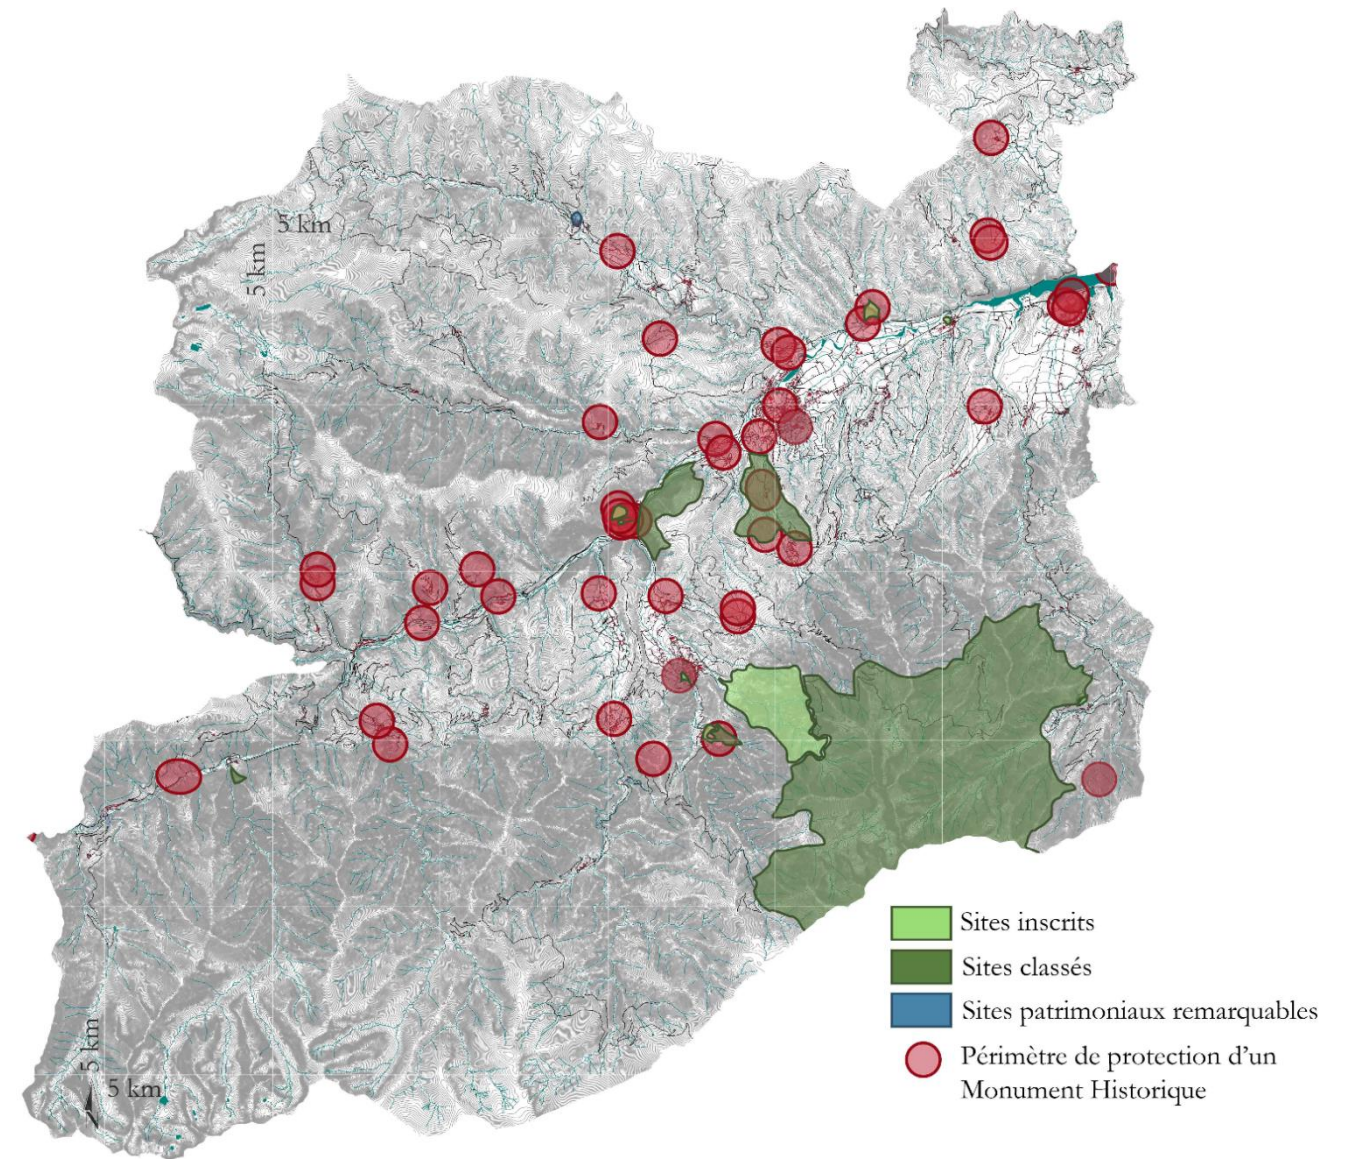 5 km
5 km
Sites inscrits
Sites classés
Sites patrimoniaux remarquables
Périmètre de protection d'un
Monument Historique
5 km
5 km